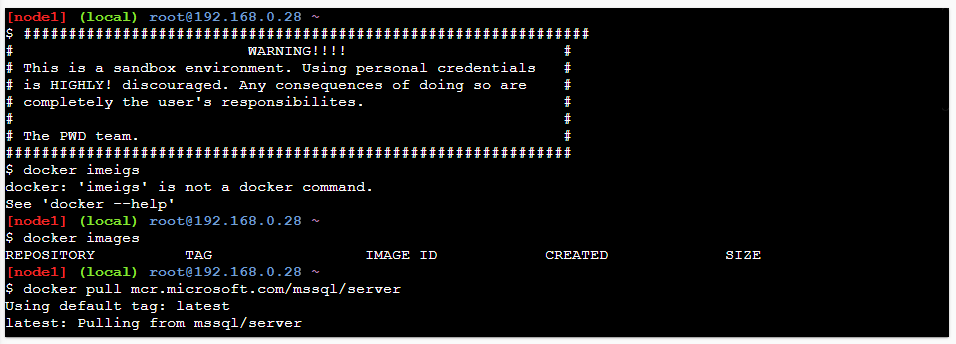 [node1] (local) root@192.168.0.28 ~
$ ###############################################################
# WARNING!!!! #
# This is a sandbox environment. Using personal credentials #
# is HIGHLY! discouraged. Any consequences of doing so are #
# completely the user's responsibilites. #
# #
# The PWD team. #
###############################################################
$ docker imeigs
docker: 'imeigs' is not a docker command.
See 'docker --help'
[node1] (local) root@192.168.0.28 ~
$ docker images
REPOSITORY TAG IMAGE ID CREATED SIZE
[node1] (local) root@192.168.0.28 ~
$ docker pull mcr.microsoft.com/mssql/server
Using default tag: latest
latest: Pulling from mssql/server